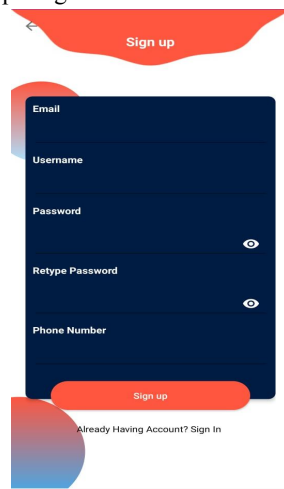 Sign up
Email
Username
Password
Retype Password
Phone Number
Sign up
Already Having Account? Sign In